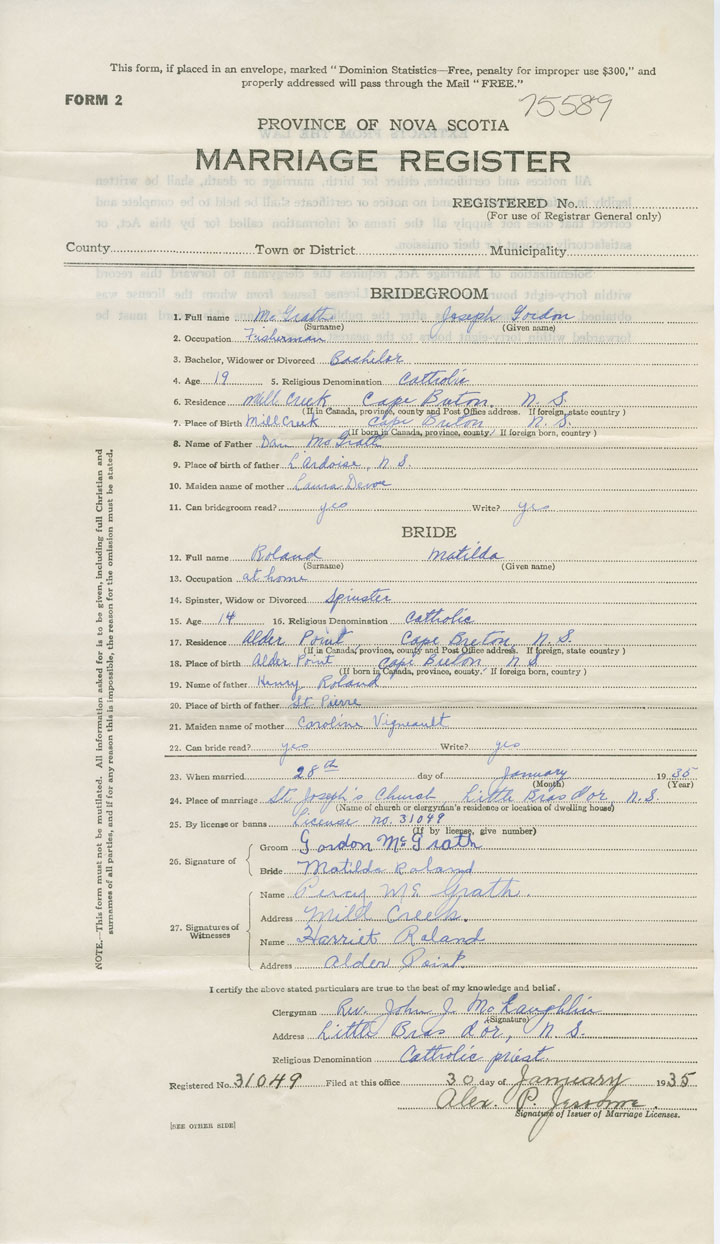 This form, if placed in an envelope, marked "Dominion Statistics—Free, penalty for improper use $300," and
properly addressed will pass through the Mail "FREE."
FORM 2
75589
PROVINCE OF NOVA SCOTIA
MARRIAGE REGISTER
REGISTERED No.
(For use of Registrar General only)
County Town or District Municipality
BRIDEGROOM
1. Full name McGrath Joseph Gordon
(Surname) (Given name)
2. Occupation Fisherman
3. Bachelor, Widower or Divorced Bachelor
4. Age 19 5. Religious Denomination Catholic
6. Residence Mill Creek Cape Breton. N. S.
(If in Canada, province, county and Post Office address. If foreign, state country)
7. Place of Birth Mill Creek Cape Breton N. S.
(If born in Canada, province, county. If foreign born, country)
8. Name of Father Dan McGrath
9. Place of birth of father L'Ardoise, N. S.
10. Maiden name of mother Laura Devoe
11. Can bridegroom read? yes Write? yes
BRIDE
12. Full name Roland Matilda
(Surname) (Given name)
13. Occupation at home
14. Spinster, Widow or Divorced Spinster
15. Age 14 16. Religious Denomination Catholic
17. Residence Alder Point Cape Breton, N. S.
(If in Canada, province, county and Post Office address. If foreign, state country)
18. Place of birth Alder Point Cape Breton N S
(If born in Canada, province, county. If foreign born, country)
19. Name of father Henry Roland
20. Place of birth of father St. Pierre
21. Maiden name of mother Caroline Vigneault
22. Can bride read? yes Write? yes
23. When married 28th day of January 1935
(Month) (Year)
24. Place of marriage St. Joseph's Church, Little Bras d'or, N.S.
(Name of church or clergyman's residence or location of dwelling house)
25. By license or banns License no. 31049
(If by license, give number)
26. Signature of
Groom Gordon McGrath
Bride Matilda Roland
27. Signatures of Witnesses
Name Percy McGrath.
Address Mill Creek.
Name Harriet Roland
Address Alder Point.
I certify the above stated particulars are true to the best of my knowledge and belief.
Clergyman Rev. John J. McLaughlin
(Signature)
Address Little Bras d'or, N. S.
Religious Denomination Catholic priest.
Registered No. 31049 Filed at this office 30 day of January 1935
Alex. P. Jessome.
Signature of Issuer of Marriage Licenses.
[SEE OTHER SIDE]
NOTE.—This form must not be mutilated. All information asked for is to be given, including full Christian and
surnames of all parties, and if for any reason this is impossible, the reason for the omission must be stated.